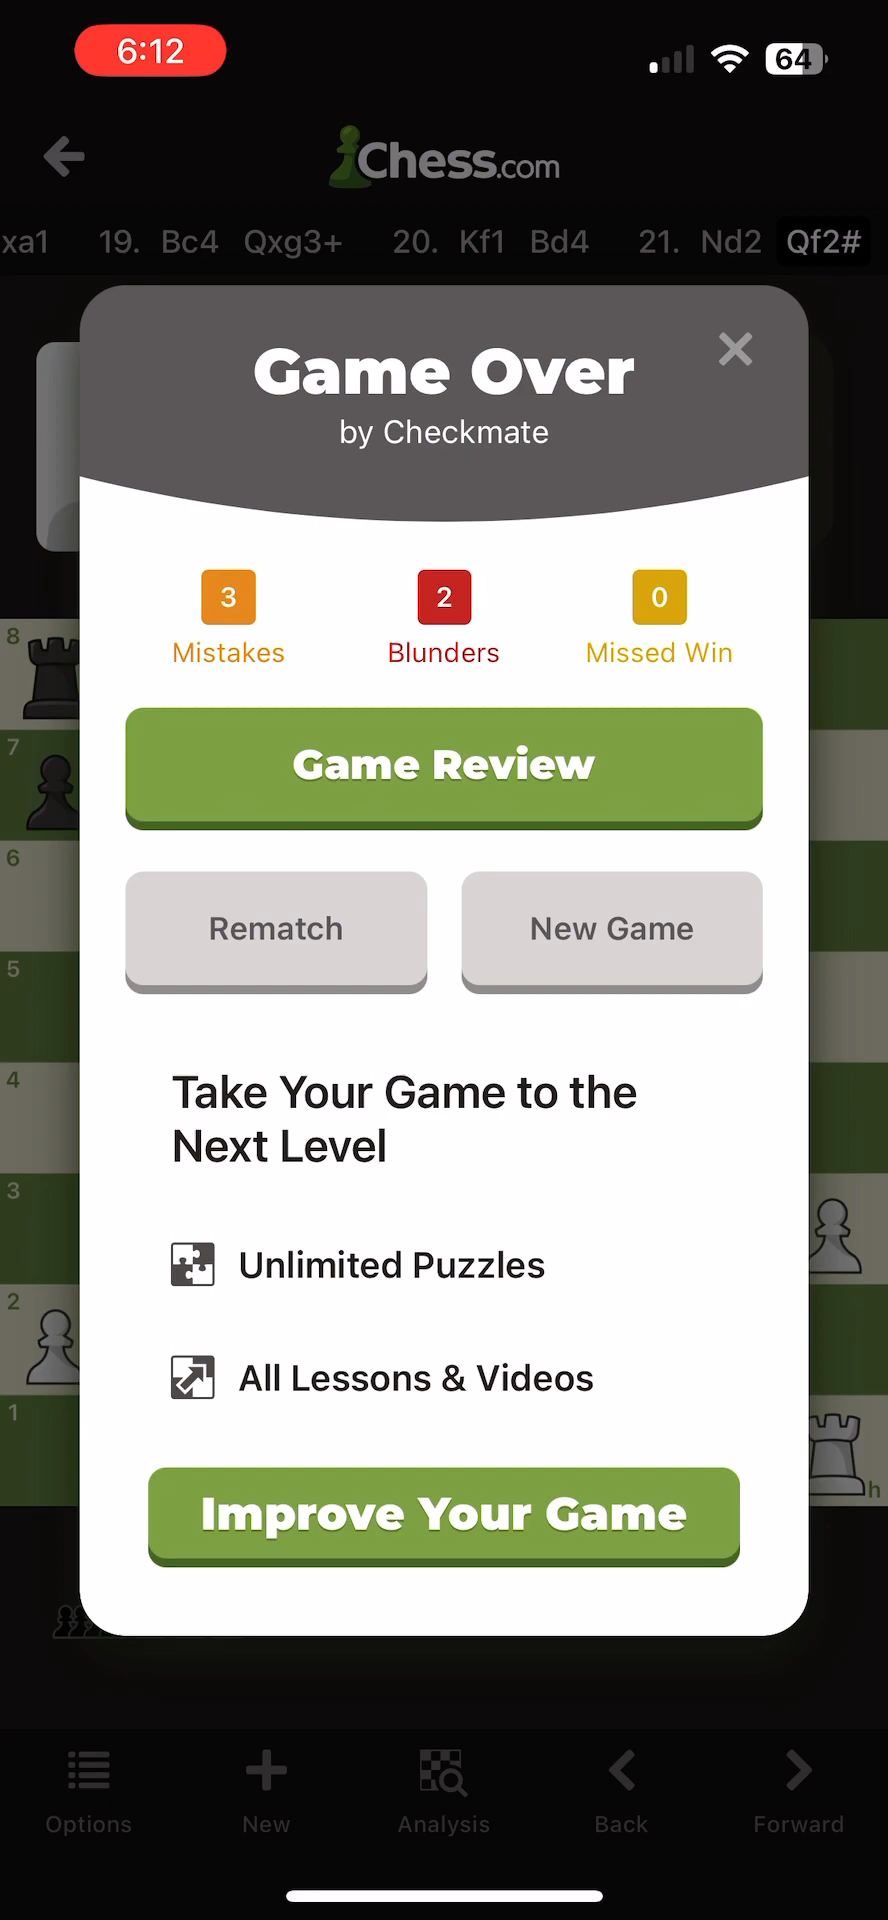 6:12
64
Chess.com
xa1 19. Bc4 Qxg3+ 20. Kf1 Bd4 21. Nd2 Qf2#
Game Over
by Checkmate
3 2 0
Mistakes Blunders Missed Win
8
7
Game Review
6
Rematch New Game
5
4
Take Your Game to the
Next Level
3
Unlimited Puzzles
2
All Lessons & Videos
1
h
Improve Your Game
Options New Analysis Back Forward